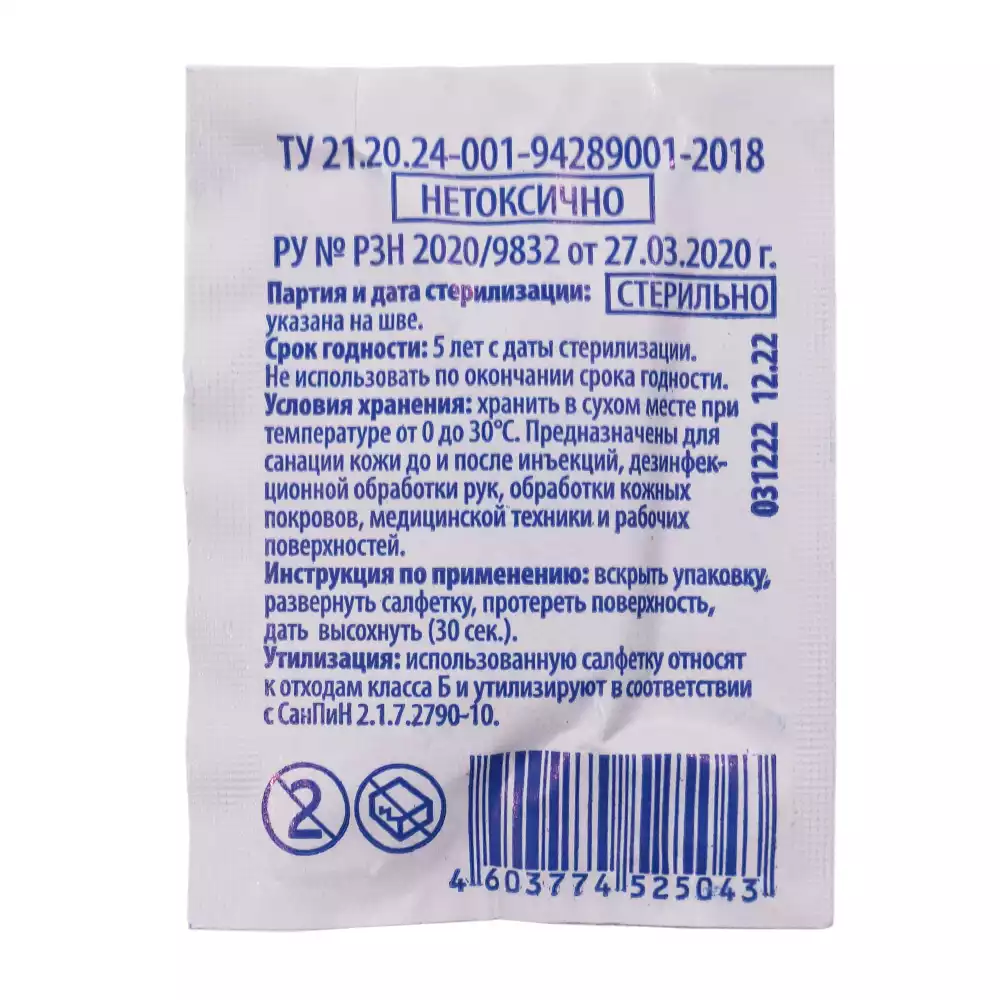 ТУ 21.20.24-001-94289001-2018
НЕТОКСИЧНО
РУ № РЗН 2020/9832 от 27.03.2020 г.
Партия и дата стерилизации: СТЕРИЛЬНО
указана на шве.
Срок годности: 5 лет с даты стерилизации.
Не использовать по окончании срока годности.
Условия хранения: хранить в сухом месте при
температуре от 0 до 30°С. Предназначены для
санации кожи до и после инъекций, дезинфек-
ционной обработки рук, обработки кожных
покровов, медицинской техники и рабочих
поверхностей.
Инструкция по применению: вскрыть упаковку,
развернуть салфетку, протереть поверхность,
дать высохнуть (30 сек.).
Утилизация: использованную салфетку относят
к отходам класса Б и утилизируют в соответствии
с СанПиН 2.1.7.2790-10.
031222 12.22
2
4 603774 525043